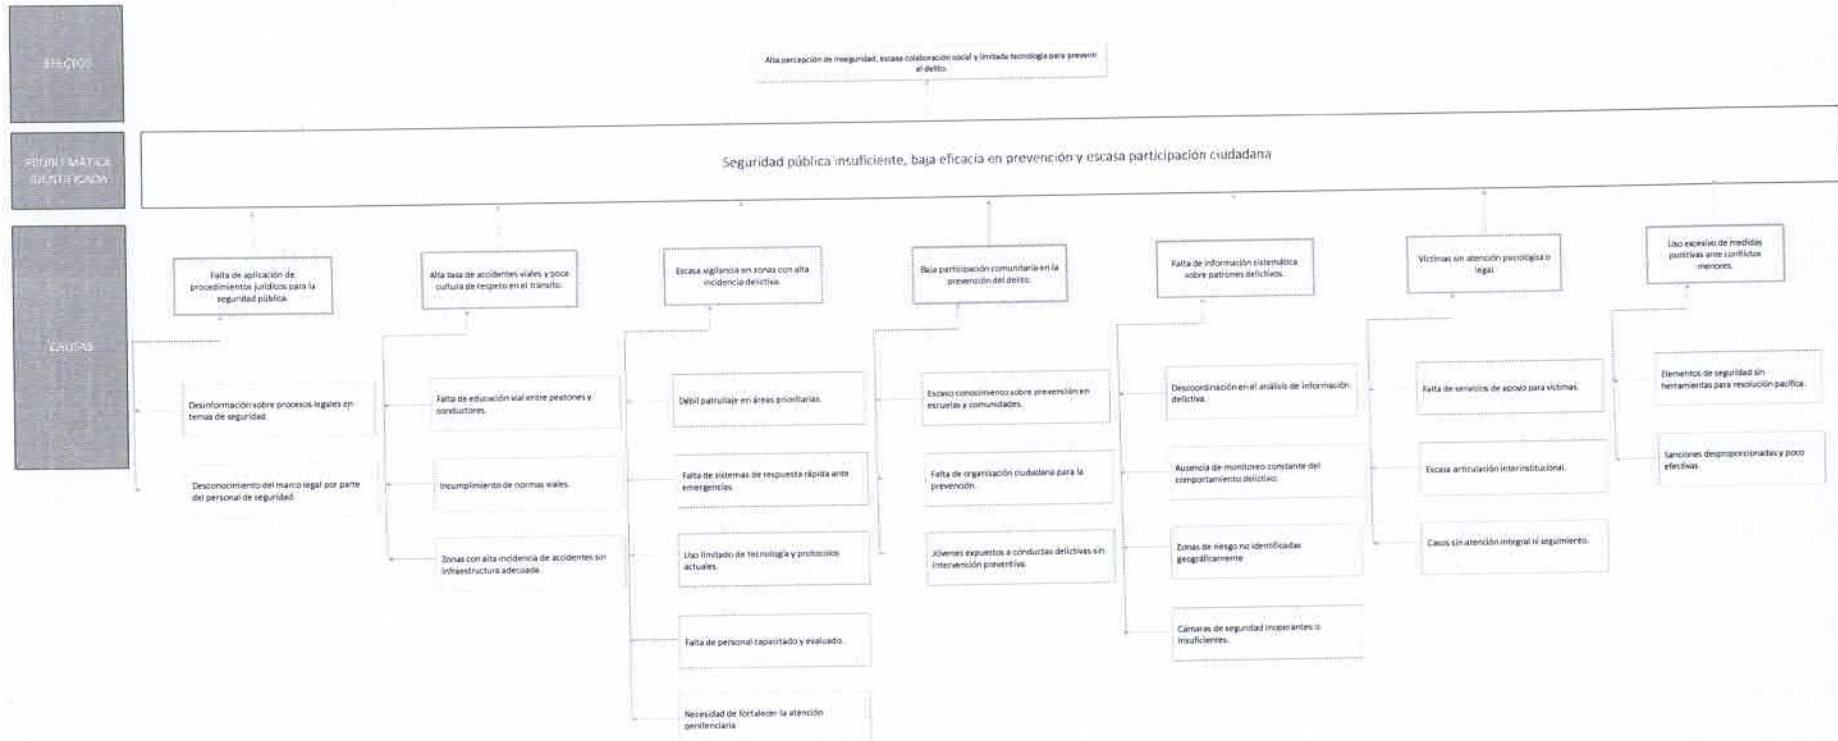 EFECTOS
Alta percepción de inseguridad, escasa colaboración social y limitada tecnología para prevenir
el delito.
PROBLEMÁTICA
IDENTIFICADA
Seguridad pública insuficiente, baja eficacia en prevención y escasa participación ciudadana
CAUSAS
Falta de aplicación de
procedimientos jurídicos para la
seguridad pública.
Desinformación sobre procesos legales en
temas de seguridad.
Desconocimiento del marco legal por parte
del personal de seguridad.
Alta tasa de accidentes viales y poca
cultura de respeto en el tránsito.
Falta de educación vial entre peatones y
conductores.
Incumplimiento de normas viales.
Zonas con alta incidencia de accidentes sin
infraestructura adecuada.
Escasa vigilancia en zonas con alta
incidencia delictiva.
Débil patrullaje en áreas prioritarias.
Falta de sistemas de respuesta rápida ante
emergencias.
Uso limitado de tecnología y protocolos
actuales.
Falta de personal capacitado y evaluado.
Necesidad de fortalecer la atención
penitenciaria
Baja participación comunitaria en la
prevención del delito.
Escaso conocimiento sobre prevención en
escuelas y comunidades.
Falta de organización ciudadana para la
prevención.
Jóvenes expuestos a conductas delictivas sin
intervención preventiva.
Falta de información sistemática
sobre patrones delictivos.
Descoordinación en el análisis de información
delictiva.
Ausencia de monitoreo constante del
comportamiento delictivo.
Zonas de riesgo no identificadas
geográficamente
Cámaras de seguridad inoperantes o
insuficientes.
Víctimas sin atención psicológica o
legal
Falta de servicios de apoyo para víctimas.
Escasa articulación interinstitucional.
Casos sin atención integral ni seguimiento.
Uso excesivo de medidas
punitivas ante conflictos
menores.
Elementos de seguridad sin
herramientas para resolución pacífica.
Sanciones desproporcionadas y poco
efectivas.